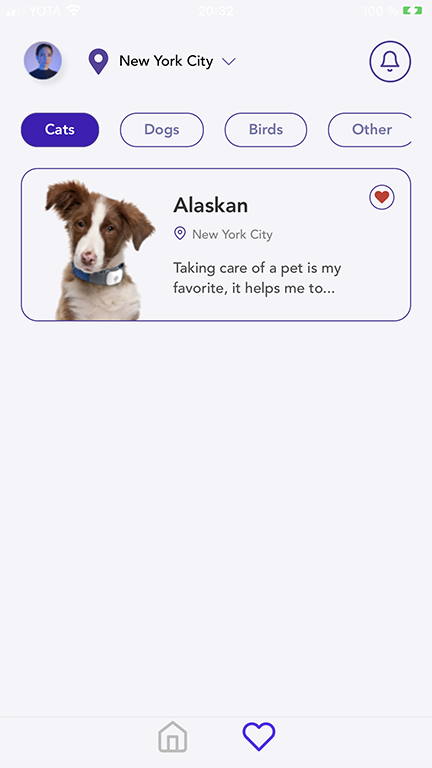 YOTA 20:32 100 %
New York City
Cats Dogs Birds Other
Alaskan
New York City
Taking care of a pet is my
favorite, it helps me to...